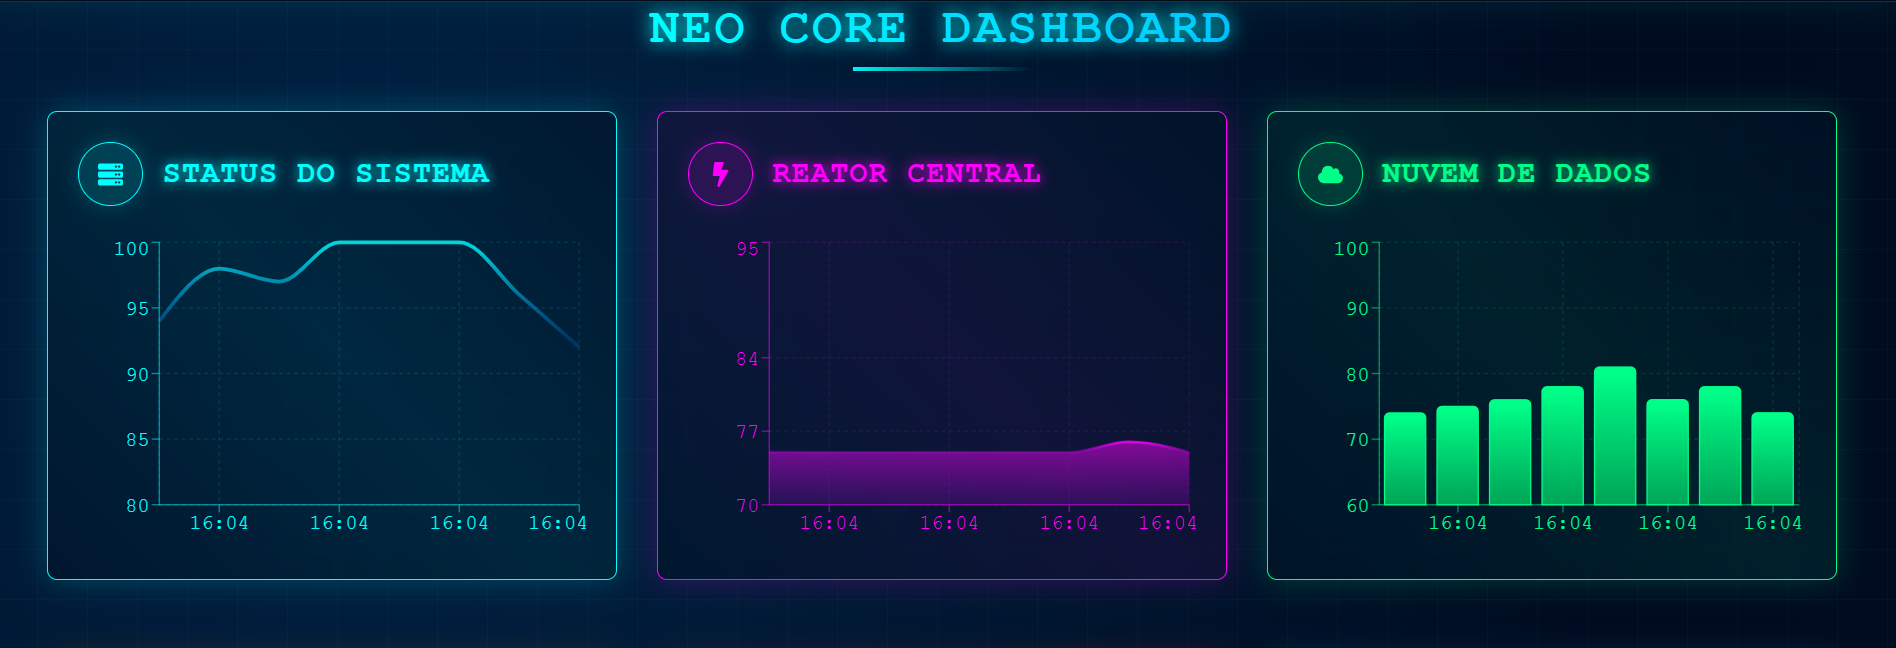 NEO CORE DASHBOARD
STATUS DO SISTEMA
100
95
90
85
80
16:04 16:04 16:04 16:04
REATOR CENTRAL
95
84
77
70
16:04 16:04 16:04 16:04
NUVEM DE DADOS
100
90
80
70
60
16:04 16:04 16:04 16:04